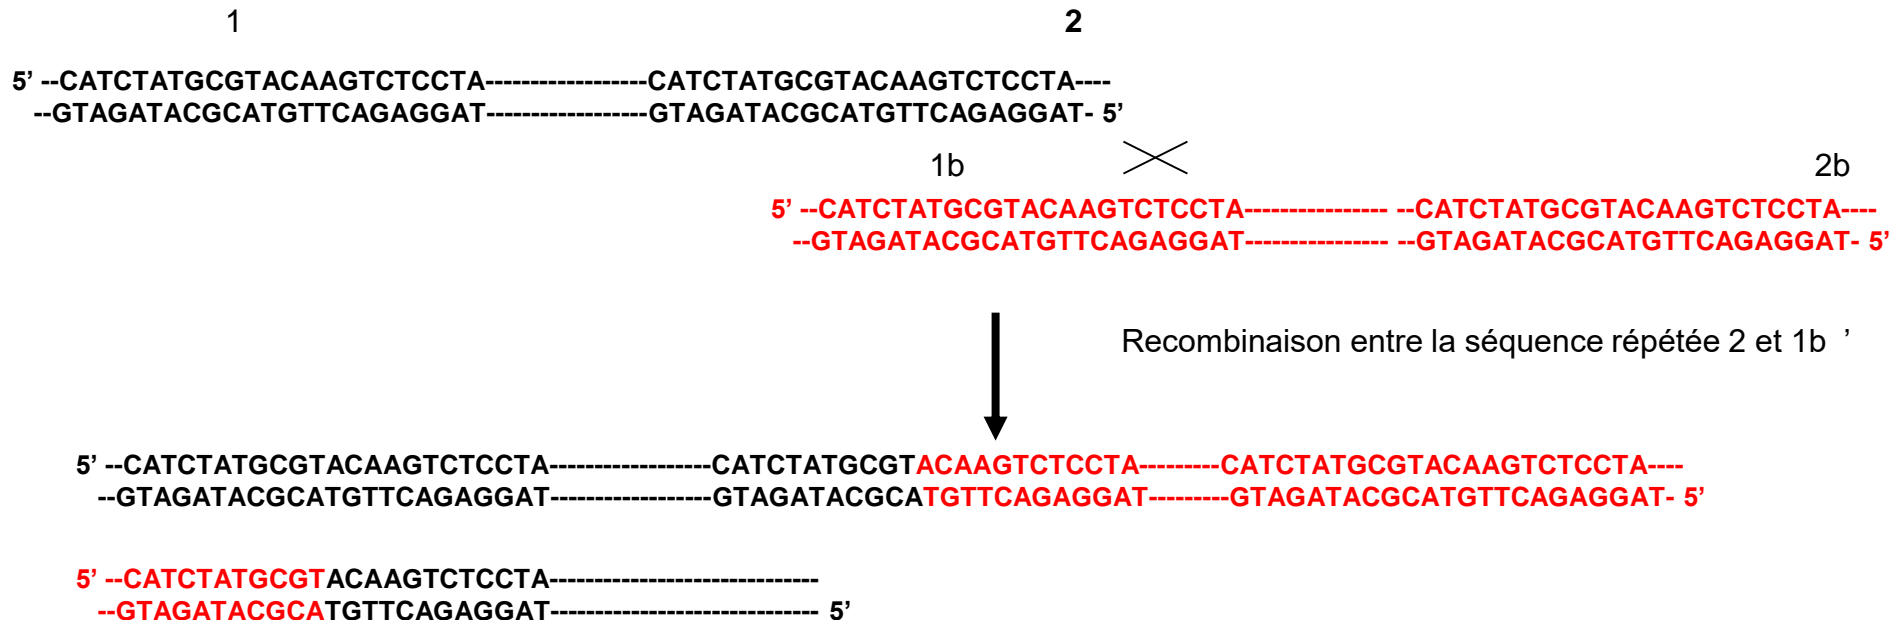 1 2
5’ --CATCTATGCGTACAAGTCTCCTA------------------CATCTATGCGTACAAGTCTCCTA----
--GTAGATACGCATGTTCAGAGGAT------------------GTAGATACGCATGTTCAGAGGAT- 5’
1b 2b
5’ --CATCTATGCGTACAAGTCTCCTA---------------- --CATCTATGCGTACAAGTCTCCTA----
--GTAGATACGCATGTTCAGAGGAT---------------- --GTAGATACGCATGTTCAGAGGAT- 5’
Recombinaison entre la séquence répétée 2 et 1b ’
5’ --CATCTATGCGTACAAGTCTCCTA------------------CATCTATGCGTACAAGTCTCCTA---------CATCTATGCGTACAAGTCTCCTA----
--GTAGATACGCATGTTCAGAGGAT------------------GTAGATACGCATGTTCAGAGGAT---------GTAGATACGCATGTTCAGAGGAT- 5’
5’ --CATCTATGCGTACAAGTCTCCTA------------------------------
--GTAGATACGCATGTTCAGAGGAT------------------------------ 5’